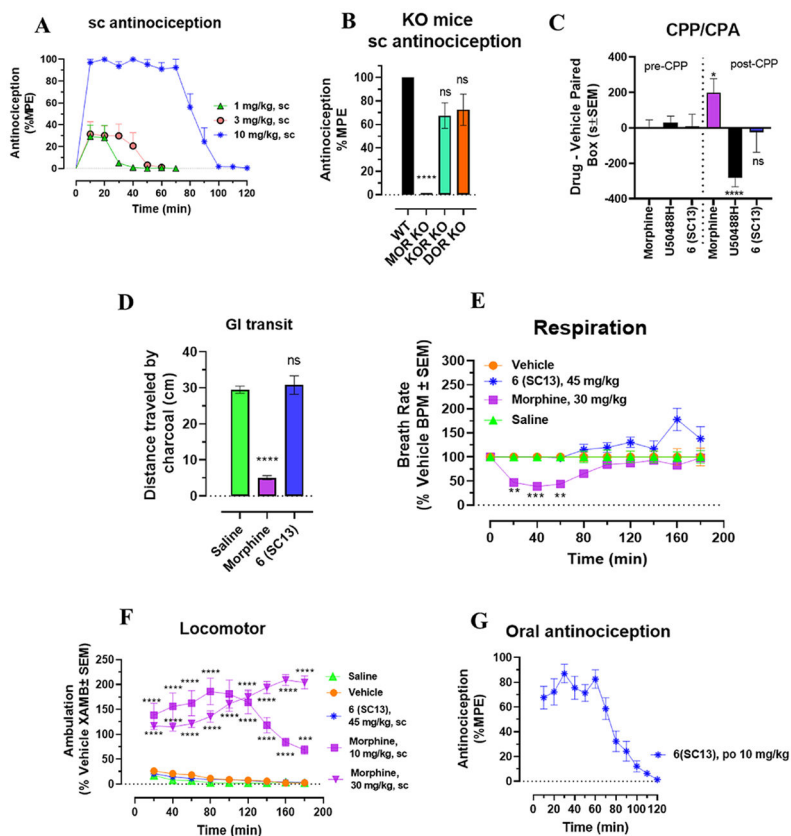 A
sc antinociception
Antinociception
(%MPE)
100
80
60
40
20
0
0 20 40 60 80 100 120
Time (min)
1 mg/kg, sc
3 mg/kg, sc
10 mg/kg, sc
B
KO mice
sc antinociception
Antinociception
%MPE
100
80
60
40
20
0
****
ns
ns
WT
MOR KO
KOR KO
DOR KO
C
CPP/CPA
Drug - Vehicle Paired
Box (s±SEM)
400
200
0
-200
-400
pre-CPP
post-CPP
*
****
ns
Morphine
U50488H
6 (SC13)
Morphine
U50488H
6 (SC13)
D
GI transit
Distance traveled by
charcoal (cm)
40
30
20
10
0
****
ns
Saline
Morphine
6 (SC13)
E
Respiration
Breath Rate
(% Vehicle BPM ± SEM)
300
250
200
150
100
50
0
Vehicle
6 (SC13), 45 mg/kg
Morphine, 30 mg/kg
Saline
** *** **
0 40 80 120 160 200
Time (min)
F
Locomotor
Ambulation
(% Vehicle XAMB± SEM)
250
200
150
100
50
0
**** **** **** **** **** **** **** ****
**** **** **** **** **** **** **** **** ***
0 20 40 60 80 100 120 140 160 180 200
Time (min)
Saline
Vehicle
6 (SC13),
45 mg/kg, sc
Morphine,
10 mg/kg, sc
Morphine,
30 mg/kg, sc
G
Oral antinociception
Antinociception
(%MPE)
100
80
60
40
20
0
0 20 40 60 80 100 120
Time (min)
6(SC13), po 10 mg/kg